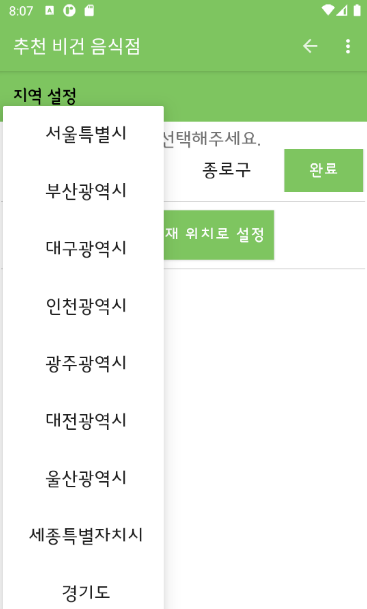 8:07
추천 비건 음식점
지역 설정
선택해주세요.
서울특별시
종로구
완료
부산광역시
재 위치로 설정
대구광역시
인천광역시
광주광역시
대전광역시
울산광역시
세종특별자치시
경기도